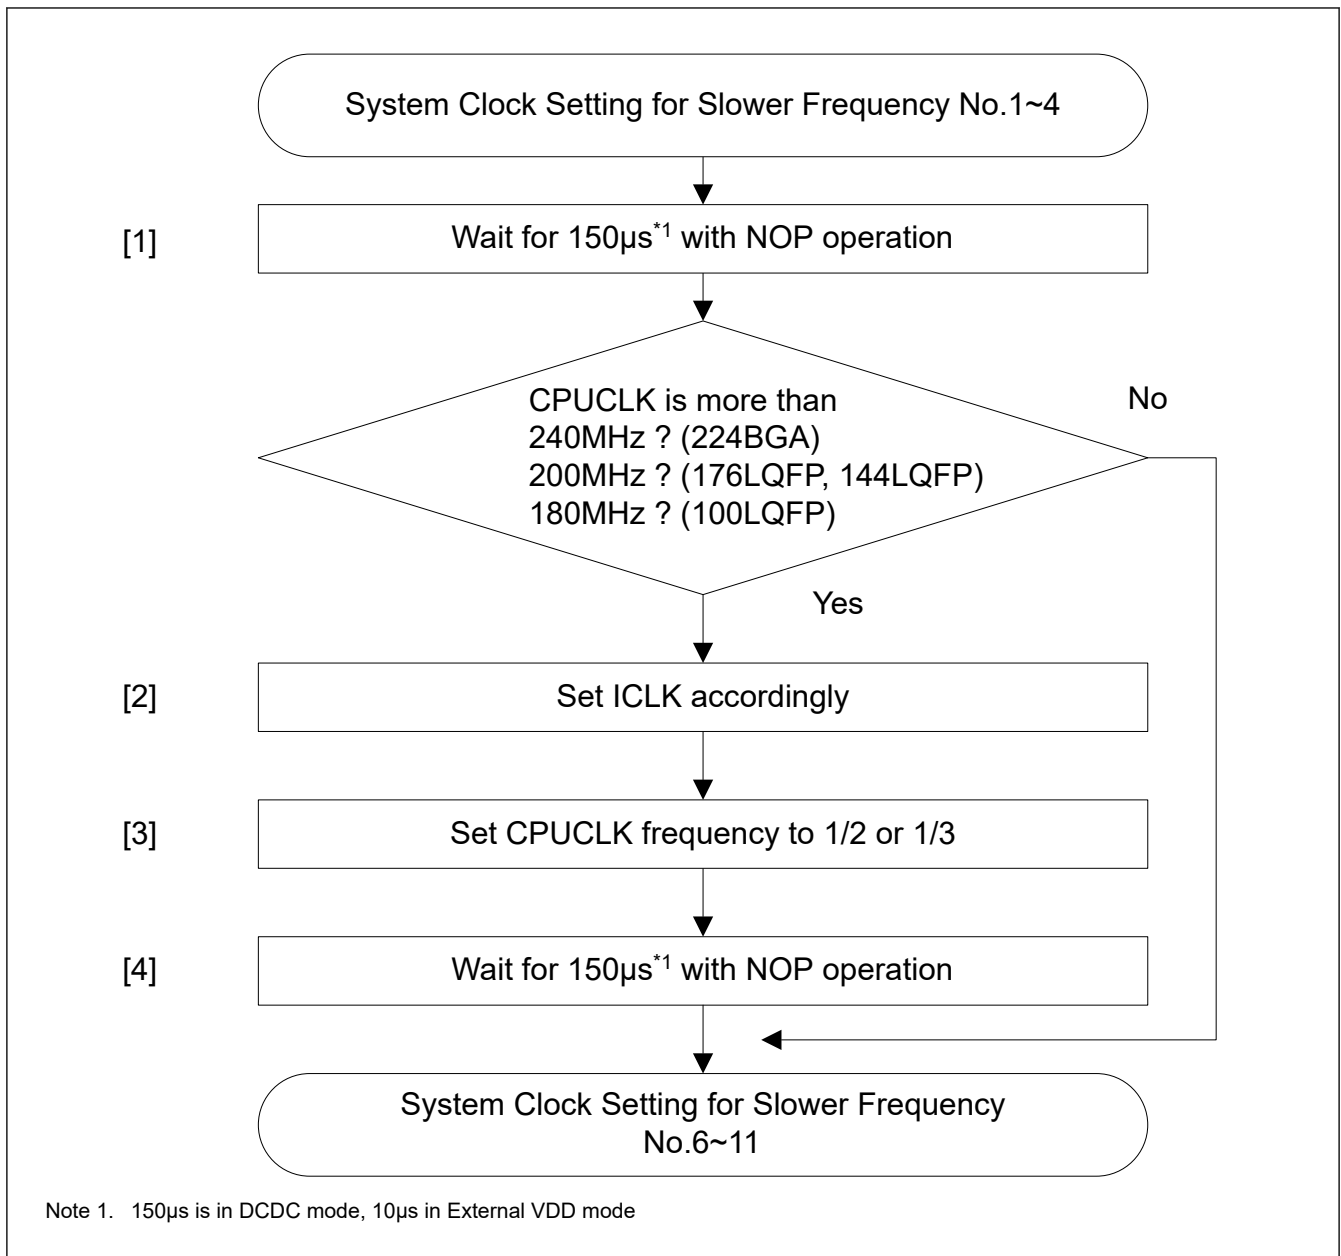 System Clock Setting for Slower Frequency No.1~4
[1]
Wait for 150µs*1 with NOP operation
CPUCLK is more than
240MHz ? (224BGA)
200MHz ? (176LQFP, 144LQFP)
180MHz ? (100LQFP)
No
Yes
[2]
Set ICLK accordingly
[3]
Set CPUCLK frequency to 1/2 or 1/3
[4]
Wait for 150µs*1 with NOP operation
System Clock Setting for Slower Frequency
No.6~11
Note 1. 150µs is in DCDC mode, 10µs in External VDD mode